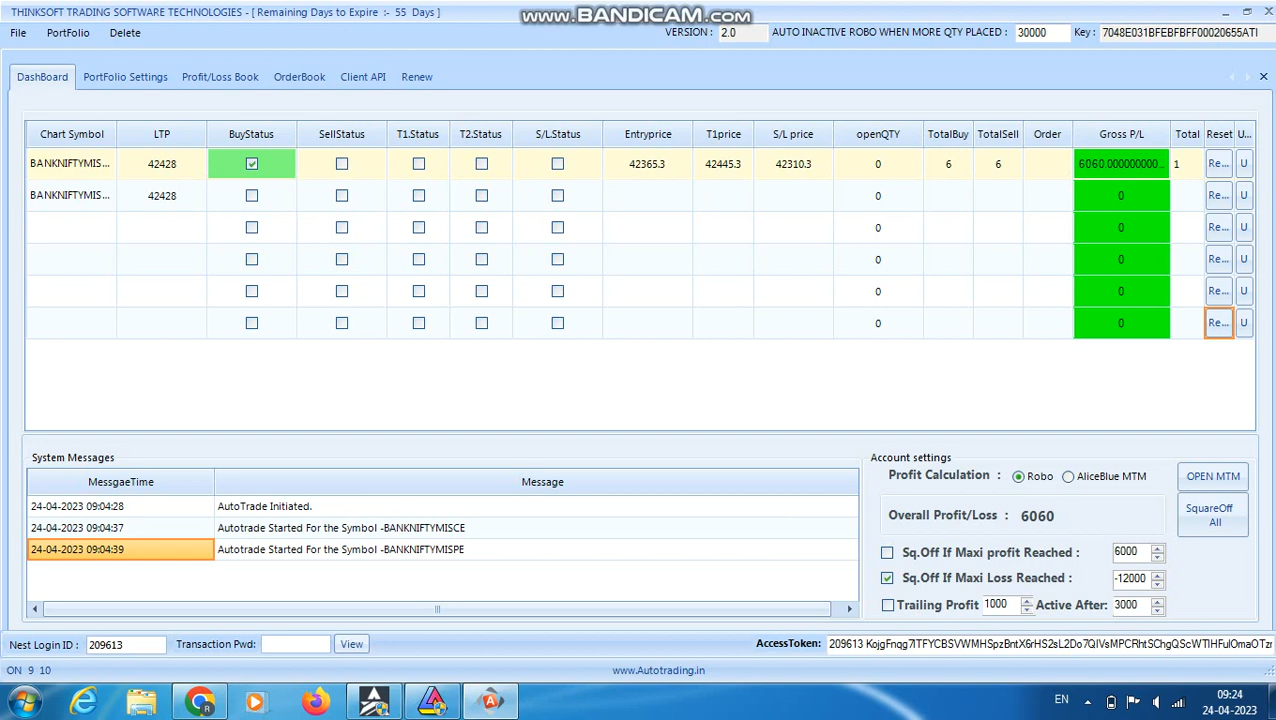 THINKSOFT TRADING SOFTWARE TECHNOLOGIES - [ Remaining Days to Expire :- 55 Days ]
www.BANDICAM.com
File PortFolio Delete VERSION : 2.0 AUTO INACTIVE ROBO WHEN MORE QTY PLACED : 30000 Key : 7048E031BFEBFBFF00020655ATI
DashBoard PortFolio Settings Profit/Loss Book OrderBook Client API Renew
Chart Symbol LTP BuyStatus SellStatus T1.Status T2.Status S/L.Status Entryprice T1price S/L price openQTY TotalBuy TotalSell Order Gross P/L Total Reset U...
BANKNIFTYMIS... 42428 42365.3 42445.3 42310.3 0 6 6 6060.000000000... 1 Re... U
BANKNIFTYMIS... 42428 0 0 Re... U
0 0 Re... U
0 0 Re... U
0 0 Re... U
0 0 Re... U
System Messages
MessgaeTime Message
24-04-2023 09:04:28 AutoTrade Initiated.
24-04-2023 09:04:37 Autotrade Started For the Symbol -BANKNIFTYMISCE
24-04-2023 09:04:39 Autotrade Started For the Symbol -BANKNIFTYMISPE
Account settings
Profit Calculation : Robo AliceBlue MTM OPEN MTM
Overall Profit/Loss : 6060 SquareOff All
Sq.Off If Maxi profit Reached : 6000
Sq.Off If Maxi Loss Reached : -12000
Trailing Profit 1000 Active After: 3000
Nest Login ID : 209613 Transaction Pwd: View AccessToken :
ON 9 10 www.Autotrading.in
EN 09:24
24-04-2023